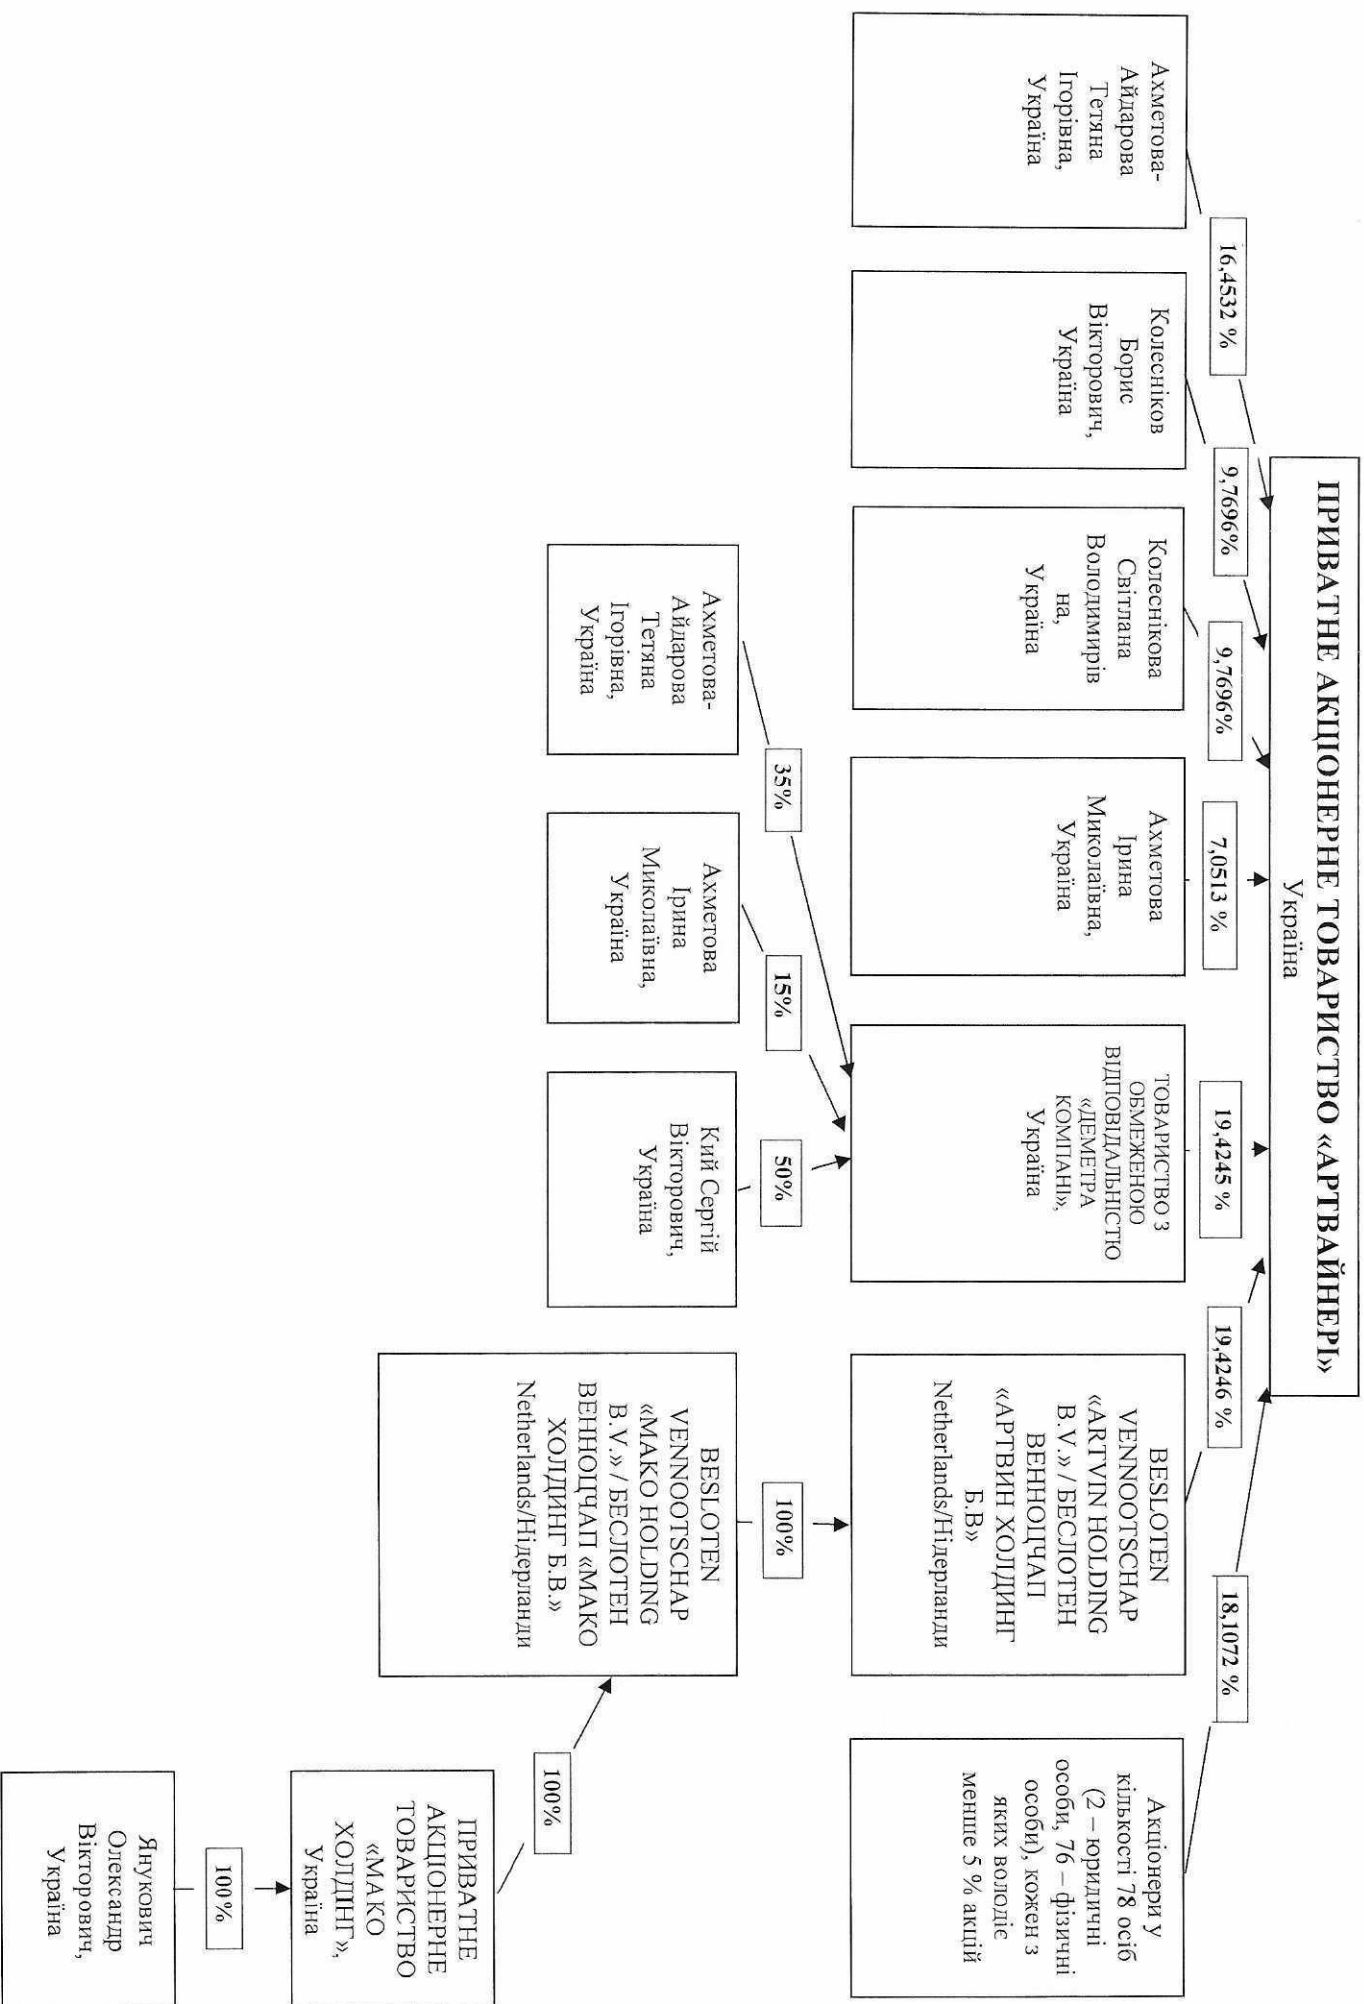 ПРИВАТНЕ АКЦІОНЕРНЕ ТОВАРИСТВО «АРТВАЙНЕРІ»
Україна
16,4532 %
9,7696%
9,7696%
7,0513 %
19,4245 %
19,4246 %
18,1072 %
Ахметова-
Айдарова
Тетяна
Ігорівна,
Україна
Колесніков
Борис
Вікторович,
Україна
Колеснікова
Світлана
Володимирів
на,
Україна
Ахметова
Ірина
Миколаївна,
Україна
ТОВАРИСТВО З
ОБМЕЖЕНОЮ
ВІДПОВІДАЛЬНІСТЮ
«ДЕМЕТРА
КОМПАНІ»,
Україна
BESLOTEN
VENNOOTSCHAP
«ARTVIN HOLDING
B.V.» / БЕСЛОТЕН
ВЕННОЦЧАП
«АРТВИН ХОЛДИНГ
Б.В»
Netherlands/Нідерланди
Акціонери у
кількості 78 осіб
(2 – юридичні
особи, 76 – фізичні
особи), кожен з
яких володіє
менше 5 % акцій
35%
15%
50%
100%
Ахметова-
Айдарова
Тетяна
Ігорівна,
Україна
Ахметова
Ірина
Миколаївна,
Україна
Кий Сергій
Вікторович,
Україна
BESLOTEN
VENNOOTSCHAP
«MAKO HOLDING
B.V.» / БЕСЛОТЕН
ВЕННОЦЧАП «МАКО
ХОЛДИНГ Б.В.»
Netherlands/Нідерланди
100%
ПРИВАТНЕ
АКЦІОНЕРНЕ
ТОВАРИСТВО
«МАКО
ХОЛДІНГ»,
Україна
100%
Янукович
Олександр
Вікторович,
Україна